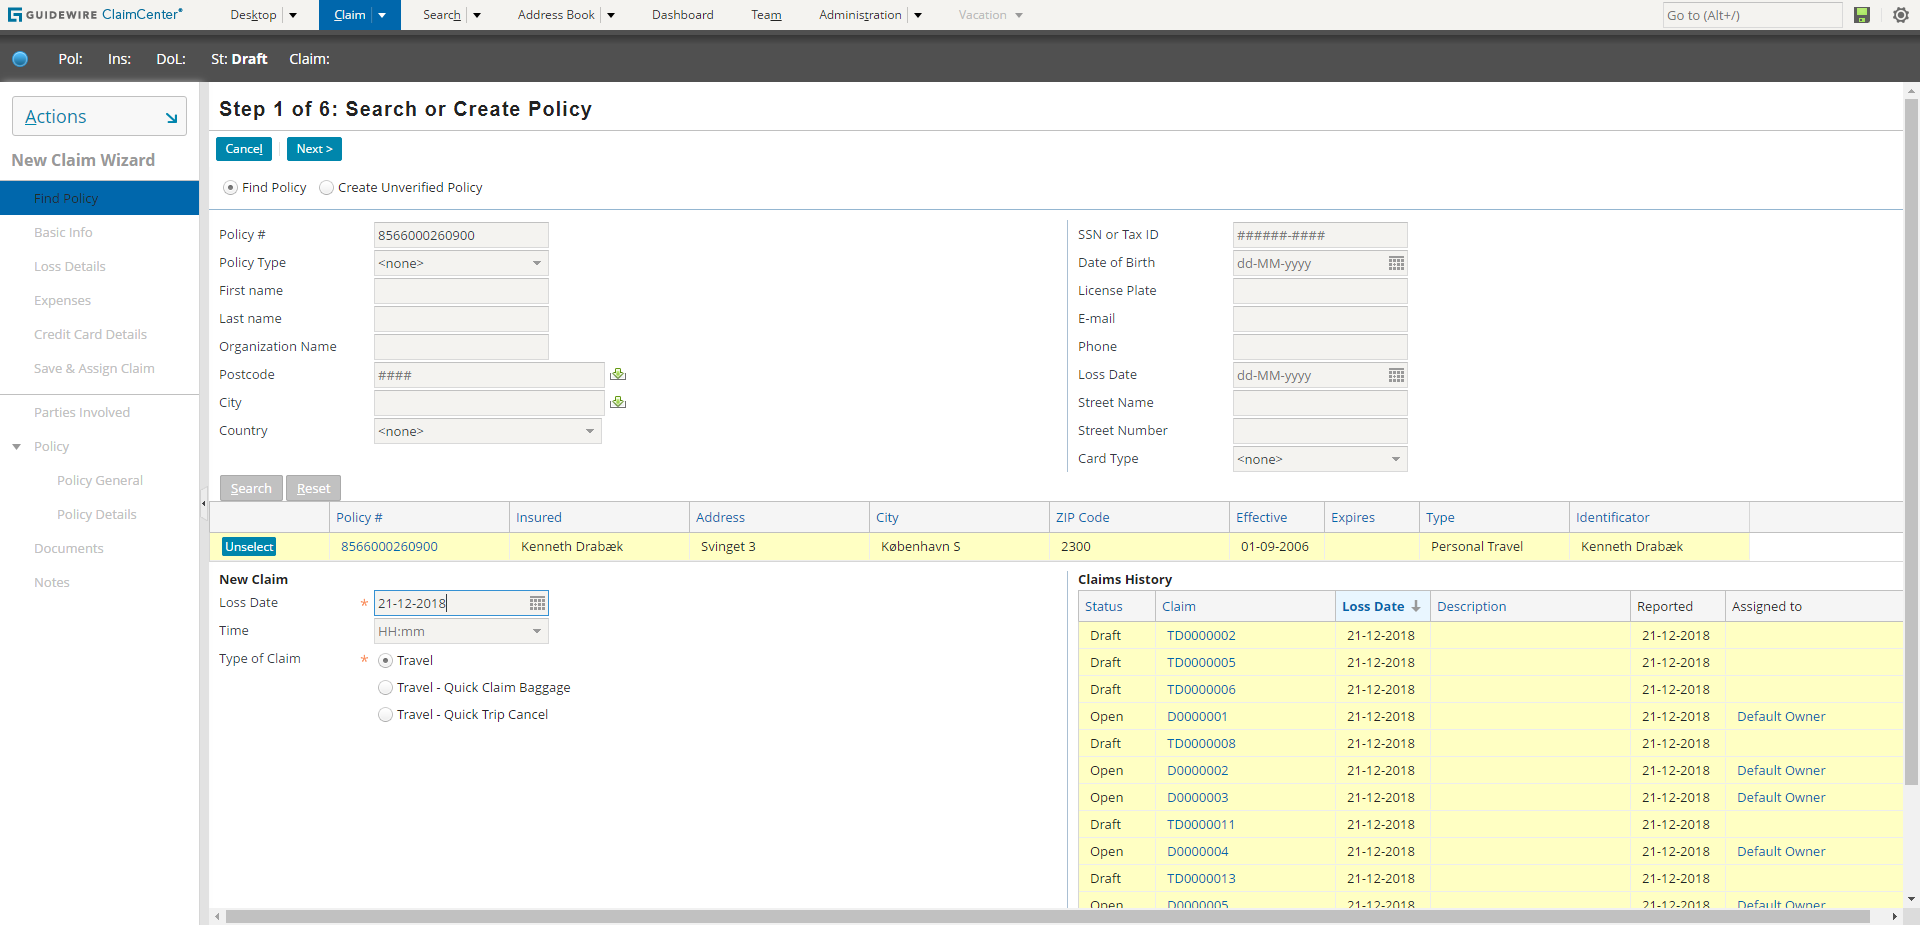 GUIDEWIRE ClaimCenter®
Desktop
Claim
Search
Address Book
Dashboard
Team
Administration
Vacation
Go to (Alt+/)
Pol: Ins: DoL: St: Draft Claim:
Actions
New Claim Wizard
Find Policy
Basic Info
Loss Details
Expenses
Credit Card Details
Save & Assign Claim
Parties Involved
Policy
Policy General
Policy Details
Documents
Notes
Step 1 of 6: Search or Create Policy
Cancel Next >
Find Policy Create Unverified Policy
Policy # 8566000260900
Policy Type <none>
First name
Last name
Organization Name
Postcode ####
City
Country <none>
SSN or Tax ID ######-####
Date of Birth dd-MM-yyyy
License Plate
E-mail
Phone
Loss Date dd-MM-yyyy
Street Name
Street Number
Card Type <none>
Search Reset
Policy # Insured Address City ZIP Code Effective Expires Type Identificator
Unselect 8566000260900 Kenneth Drabæk Svinget 3 København S 2300 01-09-2006 Personal Travel Kenneth Drabæk
New Claim
Loss Date * 21-12-2018
Time HH:mm
Type of Claim * Travel
Travel - Quick Claim Baggage
Travel - Quick Trip Cancel
Claims History
Status Claim Loss Date Description Reported Assigned to
Draft TD0000002 21-12-2018 21-12-2018
Draft TD0000005 21-12-2018 21-12-2018
Draft TD0000006 21-12-2018 21-12-2018
Open D0000001 21-12-2018 21-12-2018 Default Owner
Draft TD0000008 21-12-2018 21-12-2018
Open D0000002 21-12-2018 21-12-2018 Default Owner
Open D0000003 21-12-2018 21-12-2018 Default Owner
Draft TD0000011 21-12-2018 21-12-2018
Open D0000004 21-12-2018 21-12-2018 Default Owner
Draft TD0000013 21-12-2018 21-12-2018
Open D0000005 21-12-2018 21-12-2018 Default Owner